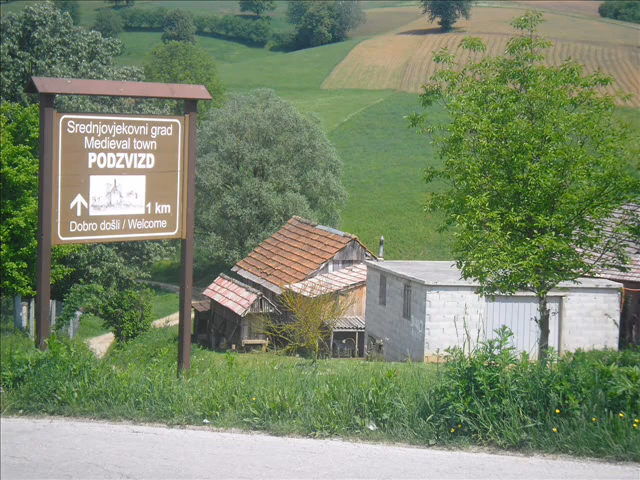 Srednjovjekovni grad
Medieval town
PODZVIZD
1 km
Dobro došli / Welcome